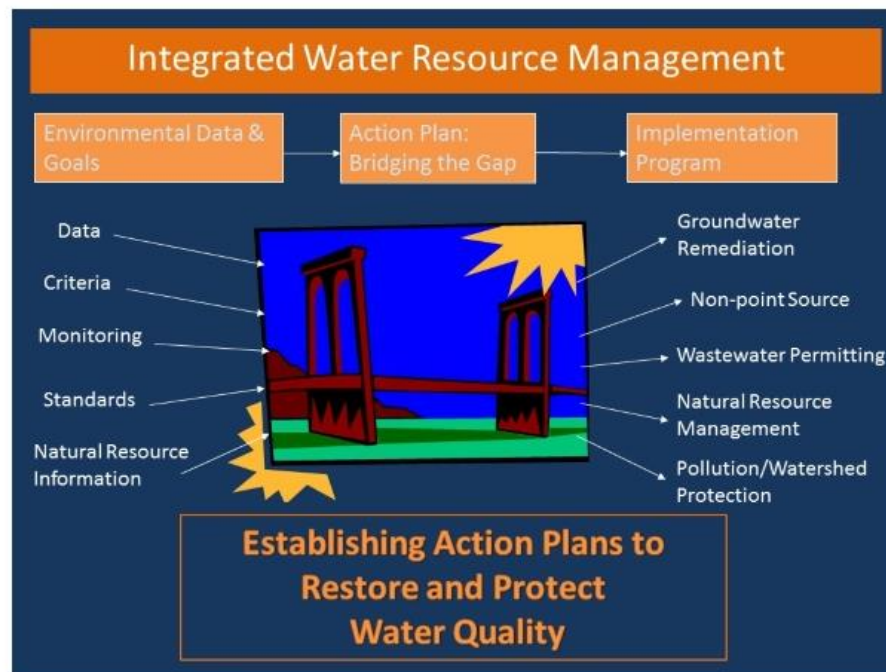 Integrated Water Resource Management
Environmental Data &
Goals
Action Plan:
Bridging the Gap
Implementation
Program
Data
Criteria
Monitoring
Standards
Natural Resource
Information
Groundwater
Remediation
Non-point Source
Wastewater Permitting
Natural Resource
Management
Pollution/Watershed
Protection
Establishing Action Plans to
Restore and Protect
Water Quality